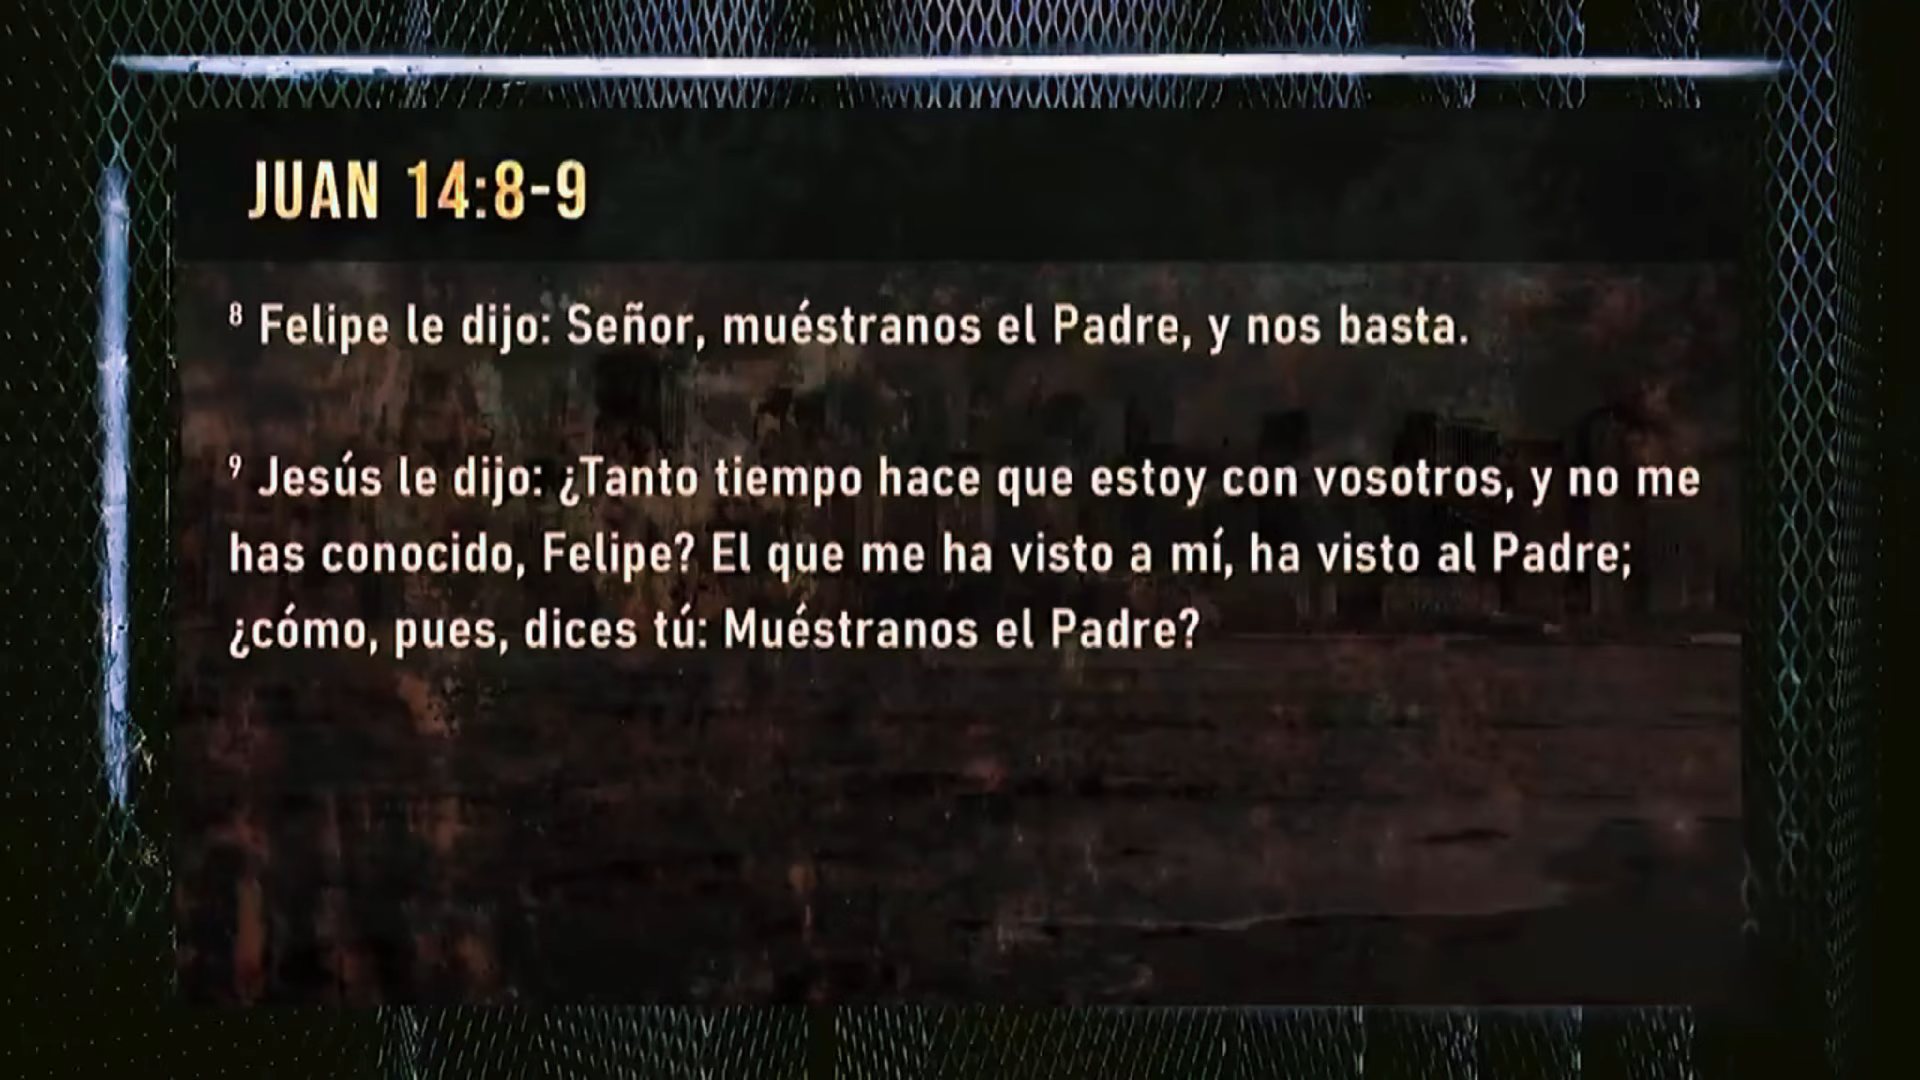 JUAN 14:8-9
⁸ Felipe le dijo: Señor, muéstranos el Padre, y nos basta.
⁹ Jesús le dijo: ¿Tanto tiempo hace que estoy con vosotros, y no me
has conocido, Felipe? El que me ha visto a mí, ha visto al Padre;
¿cómo, pues, dices tú: Muéstranos el Padre?